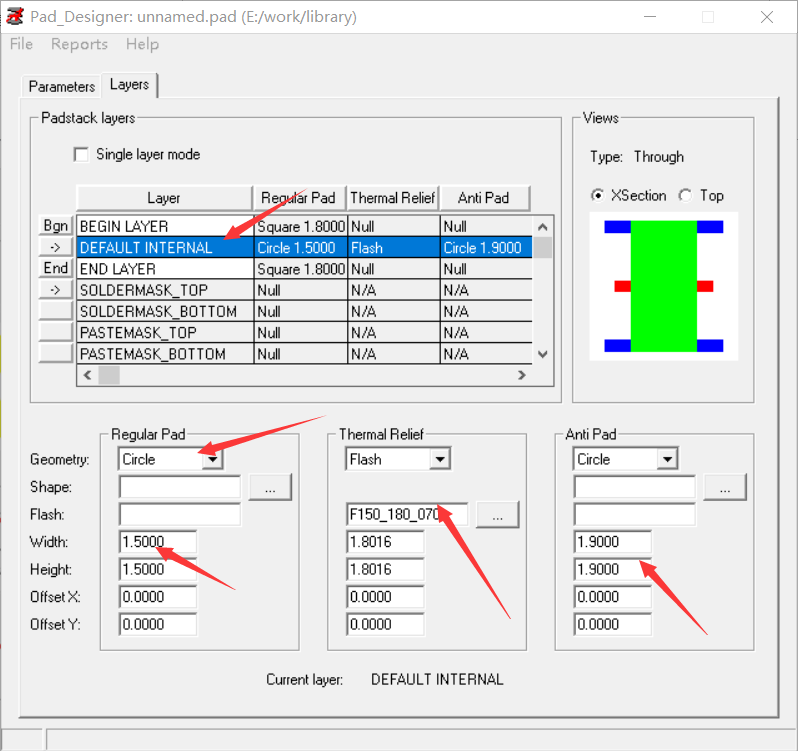 Pad_Designer: unnamed.pad (E:/work/library)
File Reports Help
Parameters Layers
Padstack layers
Single layer mode
Layer Regular Pad Thermal Relief Anti Pad
Bgn BEGIN LAYER Square 1.8000 Null Null
-> DEFAULT INTERNAL Circle 1.5000 Flash Circle 1.9000
End END LAYER Square 1.8000 Null Null
-> SOLDERMASK_TOP Null N/A N/A
SOLDERMASK_BOTTOM Null N/A N/A
PASTEMASK_TOP Null N/A N/A
PASTEMASK_BOTTOM Null N/A N/A
Views
Type: Through
XSection Top
Regular Pad Thermal Relief Anti Pad
Geometry: Circle Flash Circle
Shape: ... ...
Flash: F150_180_070 ...
Width: 1.5000 1.8016 1.9000
Height: 1.5000 1.8016 1.9000
Offset X: 0.0000 0.0000 0.0000
Offset Y: 0.0000 0.0000 0.0000
Current layer: DEFAULT INTERNAL